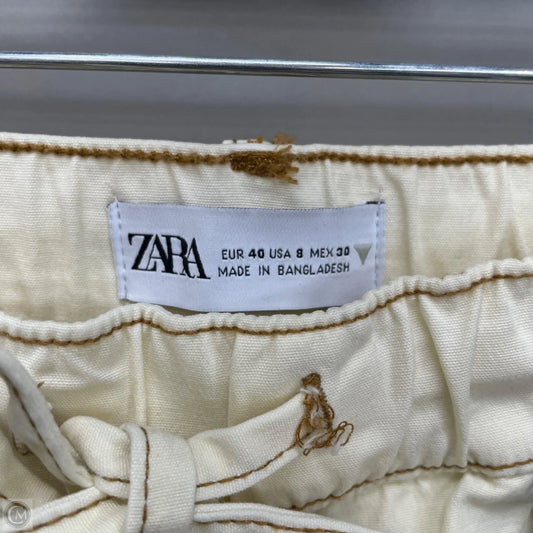 ZARA
EUR 40 USA 8 MEX 30
MADE IN BANGLADESH
M